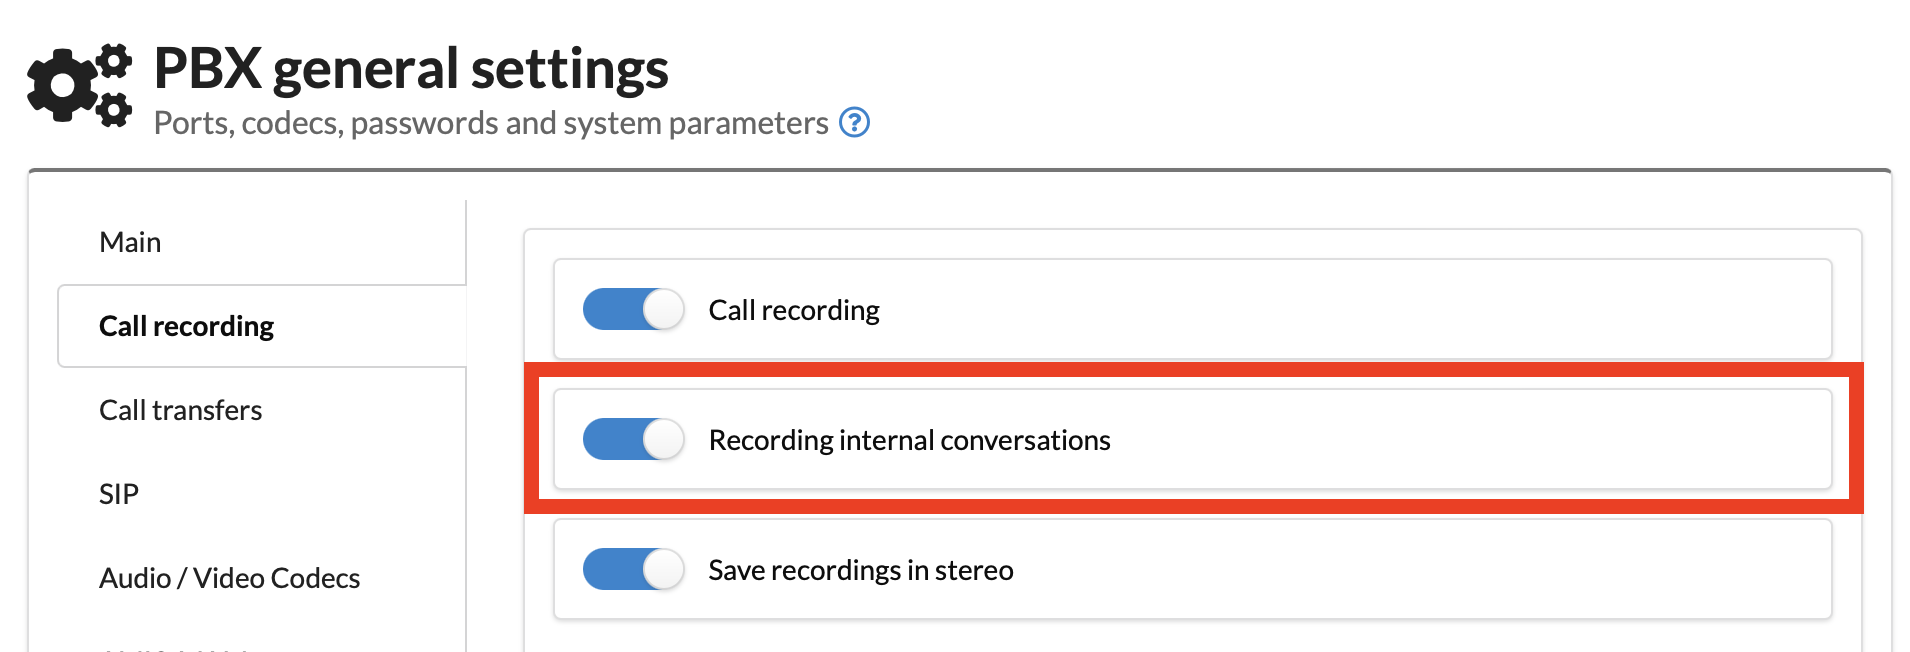 PBX general settings
Ports, codecs, passwords and system parameters ?
Main
Call recording
Call transfers
SIP
Audio / Video Codecs
Call recording
Recording internal conversations
Save recordings in stereo